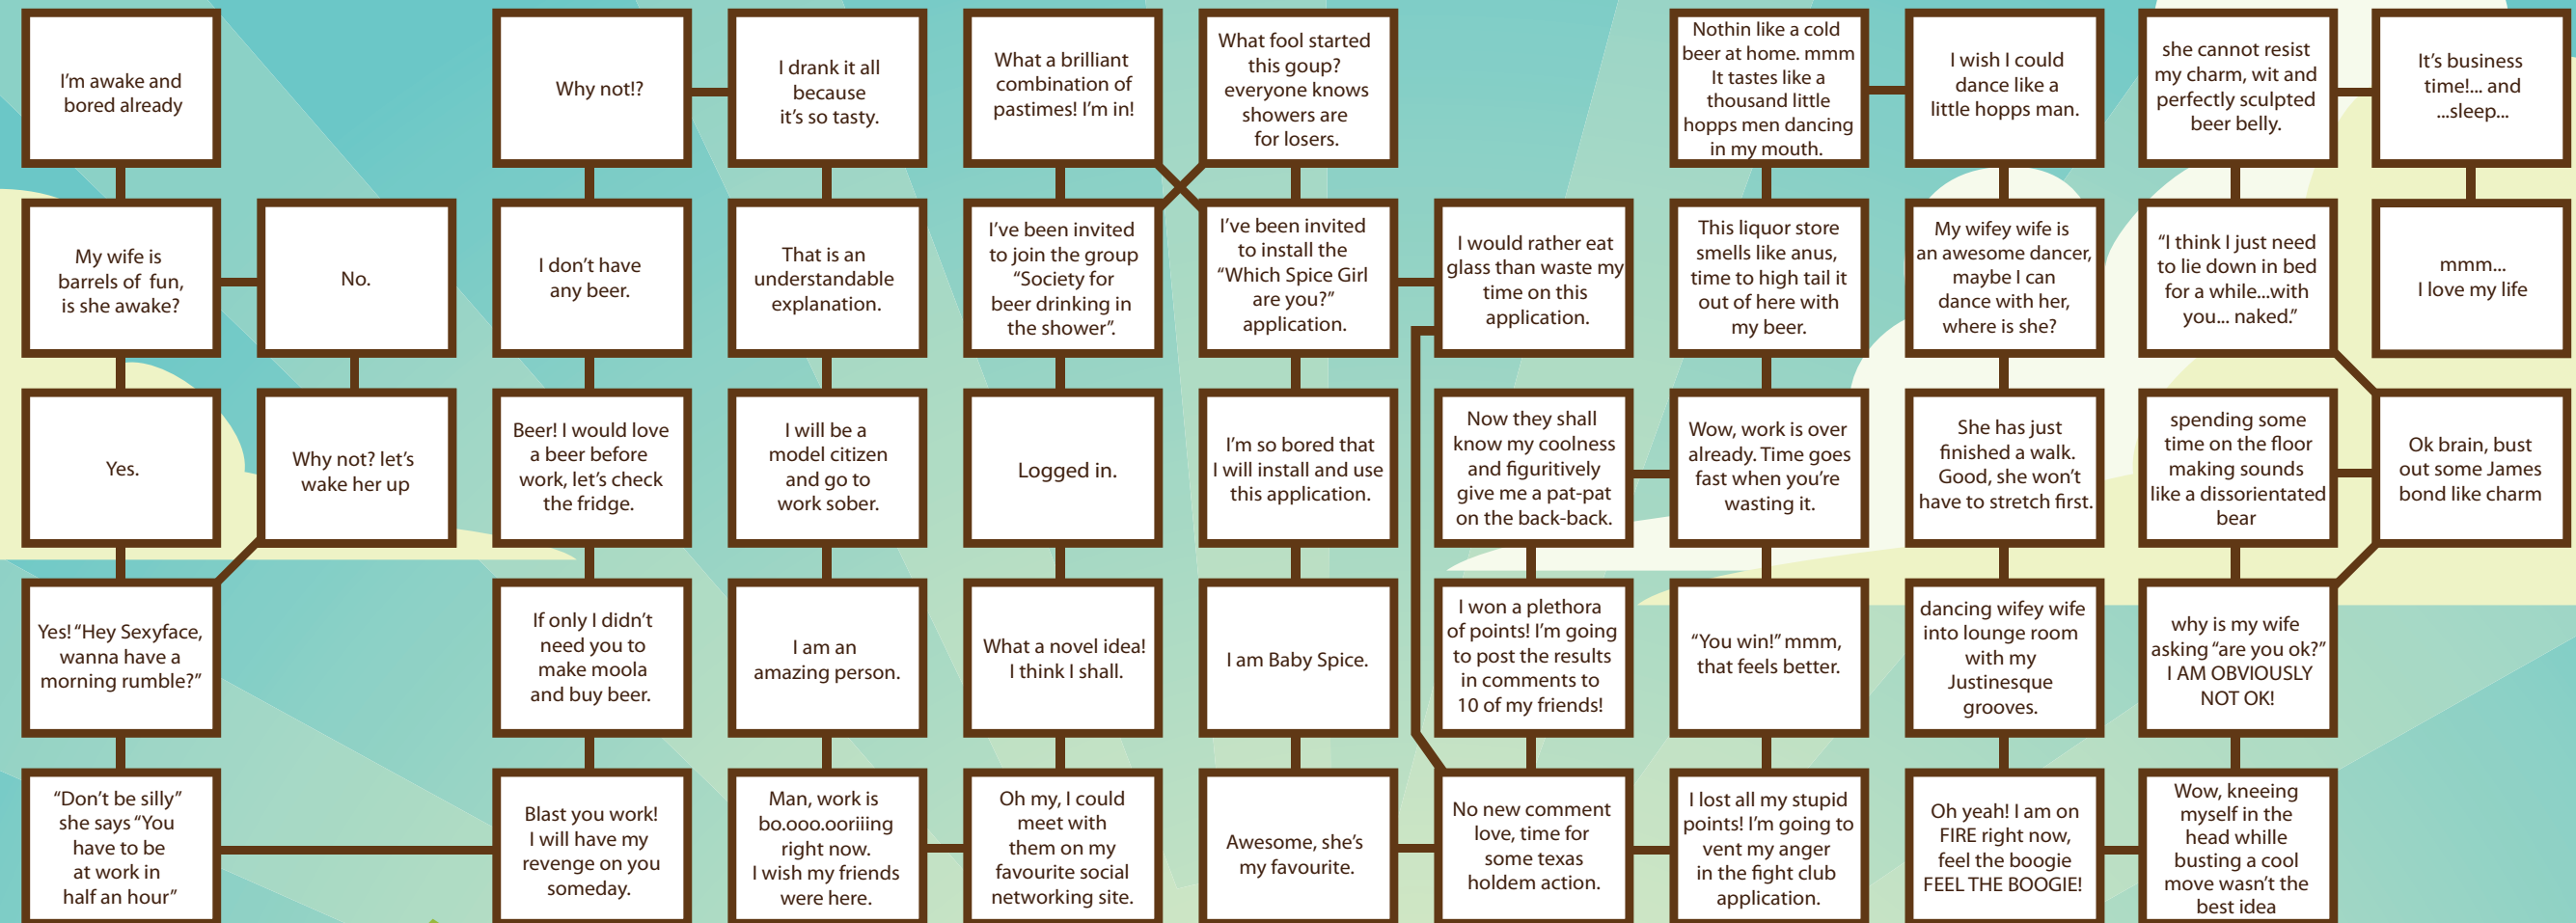 I'm awake and
bored already
My wife is
barrels of fun,
is she awake?
No.
Yes.
Why not? let's
wake her up
Yes! “Hey Sexyface,
wanna have a
morning rumble?”
“Don't be silly”
she says “You
have to be
at work in
half an hour”
Blast you work!
I will have my
revenge on you
someday.
If only I didn't
need you to
make moola
and buy beer.
Beer! I would love
a beer before
work, let's check
the fridge.
I don't have
any beer.
Why not!?
I drank it all
because
it's so tasty.
That is an
understandable
explanation.
I will be a
model citizen
and go to
work sober.
I am an
amazing person.
Man, work is
bo.ooo.ooriiing
right now.
I wish my friends
were here.
Oh my, I could
meet with
them on my
favourite social
networking site.
What a novel idea!
I think I shall.
Logged in.
I've been invited
to join the group
“Society for
beer drinking in
the shower”.
What a brilliant
combination of
pastimes! I'm in!
What fool started
this goup?
everyone knows
showers are
for losers.
I've been invited
to install the
“Which Spice Girl
are you?”
application.
I would rather eat
glass than waste my
time on this
application.
I'm so bored that
I will install and use
this application.
I am Baby Spice.
Awesome, she's
my favourite.
No new comment
love, time for
some texas
holdem action.
I won a plethora
of points! I'm going
to post the results
in comments to
10 of my friends!
Now they shall
know my coolness
and figuritively
give me a pat-pat
on the back-back.
I lost all my stupid
points! I'm going to
vent my anger
in the fight club
application.
“You win!” mmm,
that feels better.
Wow, work is over
already. Time goes
fast when you're
wasting it.
This liquor store
smells like anus,
time to high tail it
out of here with
my beer.
Nothin like a cold
beer at home. mmm
It tastes like a
thousand little
hopps men dancing
in my mouth.
I wish I could
dance like a
little hopps man.
My wifey wife is
an awesome dancer,
maybe I can
dance with her,
where is she?
She has just
finished a walk.
Good, she won't
have to stretch first.
dancing wifey wife
into lounge room
with my
Justinesque
grooves.
Oh yeah! I am on
FIRE right now,
feel the boogie
FEEL THE BOOGIE!
Wow, kneeing
myself in the
head whille
busting a cool
move wasn't the
best idea
why is my wife
asking “are you ok?”
I AM OBVIOUSLY
NOT OK!
spending some
time on the floor
making sounds
like a dissorientated
bear
Ok brain, bust
out some James
bond like charm
“I think I just need
to lie down in bed
for a while...with
you... naked.”
she cannot resist
my charm, wit and
perfectly sculpted
beer belly.
It's business
time!... and
...sleep...
mmm...
I love my life